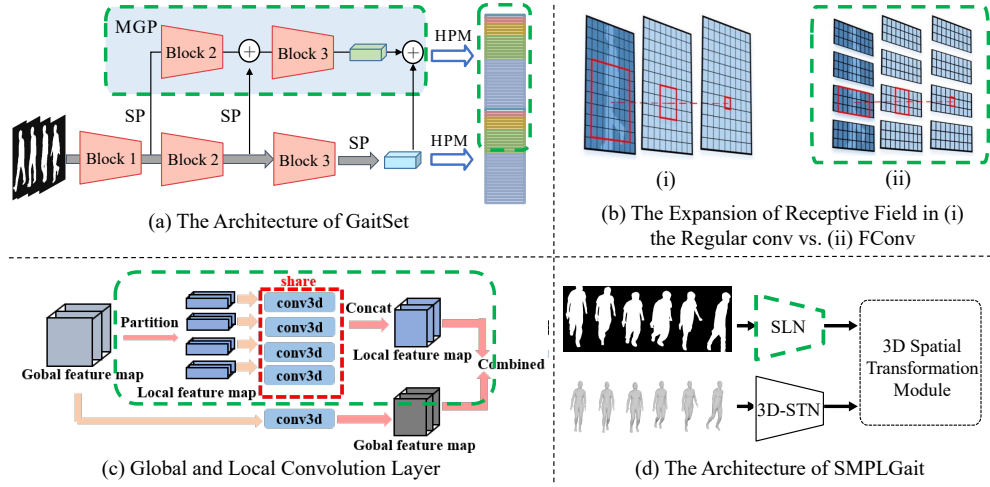 MGP
Block 2
Block 3
HPM
SP
SP
Block 1
Block 2
Block 3
SP
HPM
(a) The Architecture of GaitSet
(i)
(ii)
(b) The Expansion of Receptive Field in (i)
the Regular conv vs. (ii) FConv
share
Partition
conv3d
conv3d
conv3d
conv3d
Concat
Gobal feature map
Local feature map
Local feature map
Combined
conv3d
Gobal feature map
(c) Global and Local Convolution Layer
SLN
3D-STN
3D Spatial
Transformation
Module
(d) The Architecture of SMPLGait